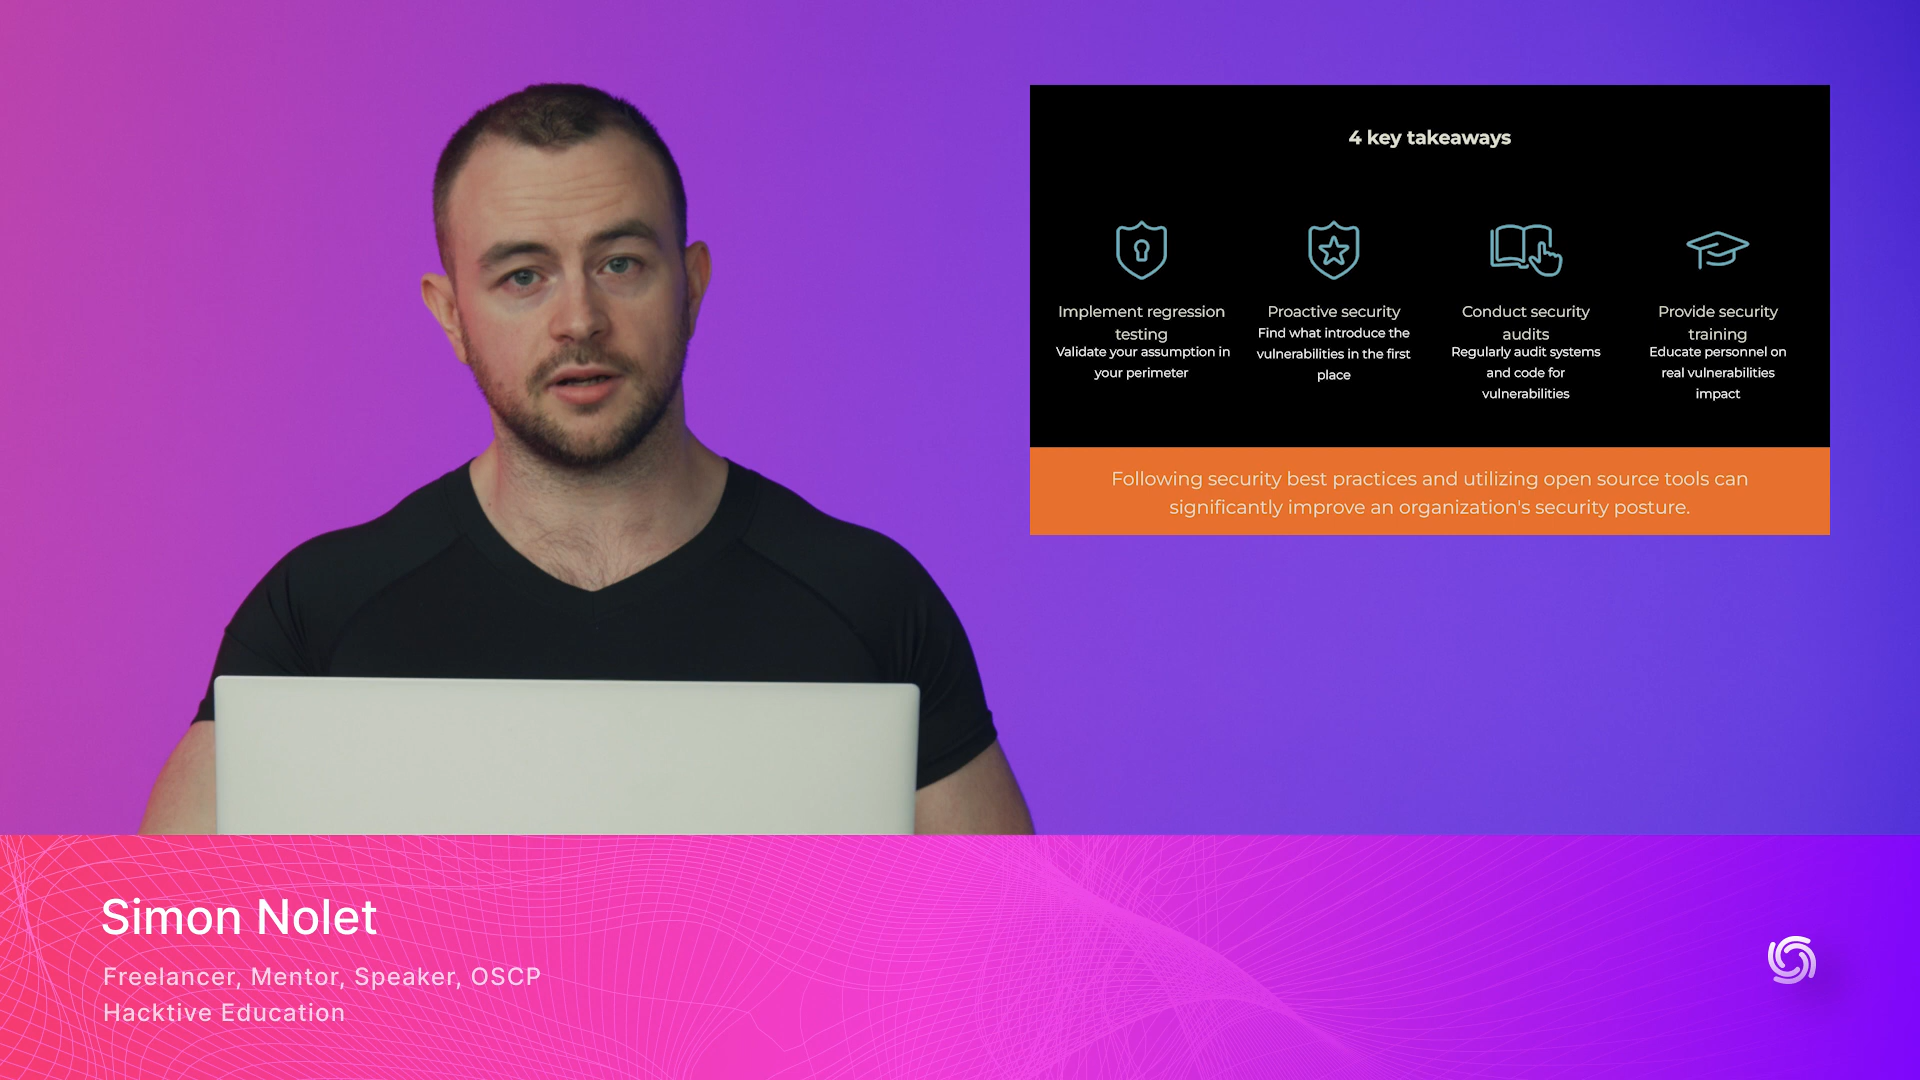 4 key takeaways
Implement regression
testing
Validate your assumption in
your perimeter
Proactive security
Find what introduce the
vulnerabilities in the first
place
Conduct security
audits
Regularly audit systems
and code for
vulnerabilities
Provide security
training
Educate personnel on
real vulnerabilities
impact
Following security best practices and utilizing open source tools can
significantly improve an organization's security posture.
Simon Nolet
Freelancer, Mentor, Speaker, OSCP
Hacktive Education